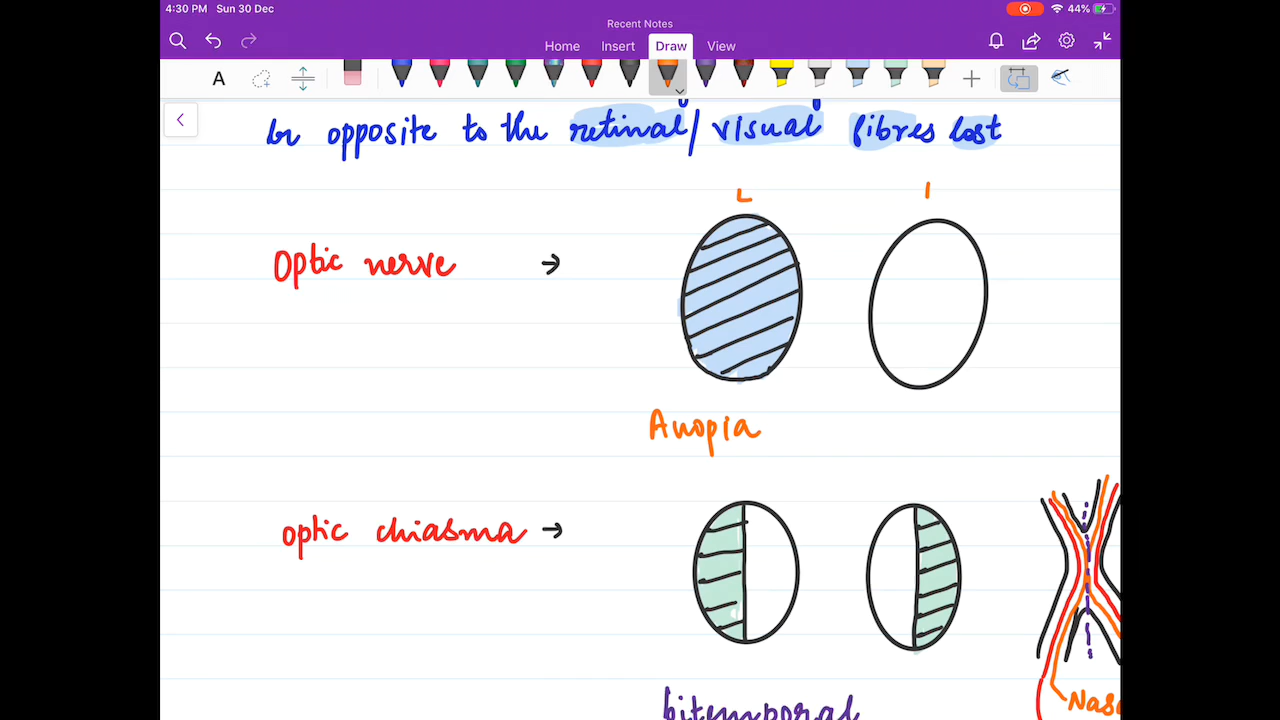 4:30 PM Sun 30 Dec
44%
Recent Notes
Home Insert Draw View
A
be opposite to the retinal/ visual fibres lost
L
Optic nerve →
Anopia
optic chiasma →
bitemporal